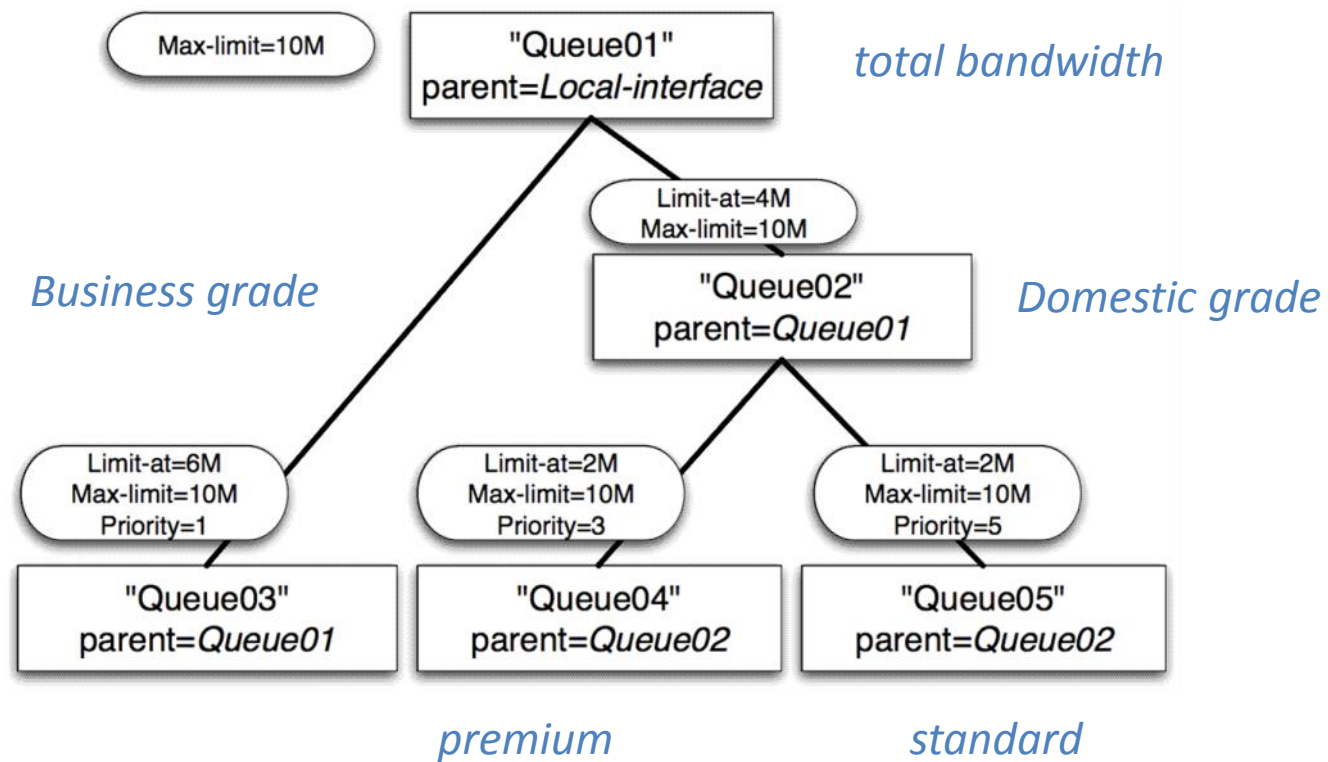 Max-limit=10M
"Queue01"
parent=Local-interface
total bandwidth
Limit-at=4M
Max-limit=10M
Business grade
"Queue02"
parent=Queue01
Domestic grade
Limit-at=6M
Max-limit=10M
Priority=1
Limit-at=2M
Max-limit=10M
Priority=3
Limit-at=2M
Max-limit=10M
Priority=5
"Queue03"
parent=Queue01
"Queue04"
parent=Queue02
"Queue05"
parent=Queue02
premium
standard